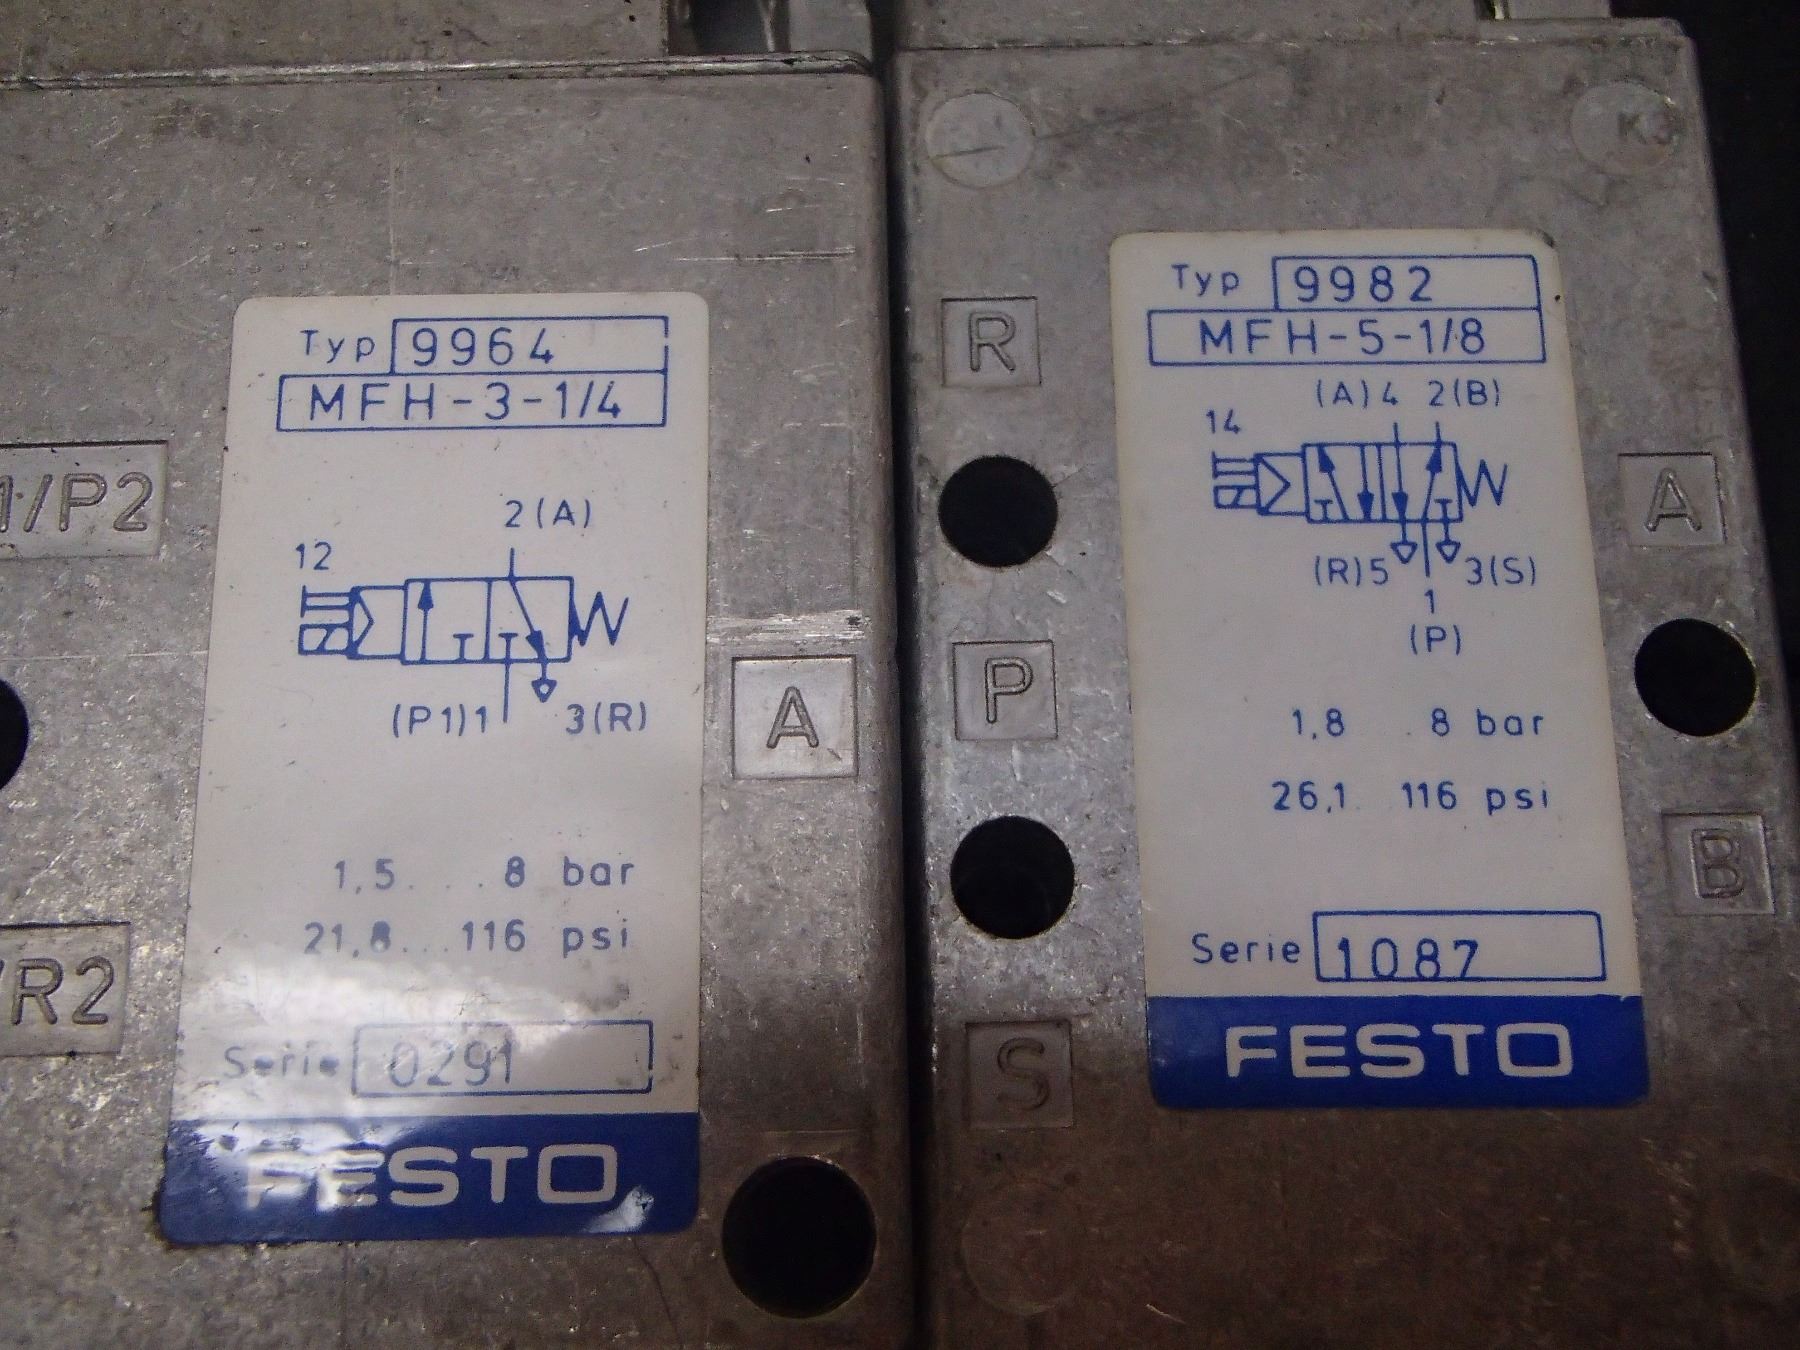 Typ 9964
MFH-3-1/4
2(A)
12
(P1)1 3(R)
1,5....8 bar
21,8...116 psi
Serie 0291
FESTO
1/P2
/R2
A
K3
R
P
S
Typ 9982
MFH-5-1/8
(A)4 2(B)
14
(R)5 3(S)
1
(P)
1,8 .8 bar
26,1. .116 psi
Serie 1087
FESTO
A
B